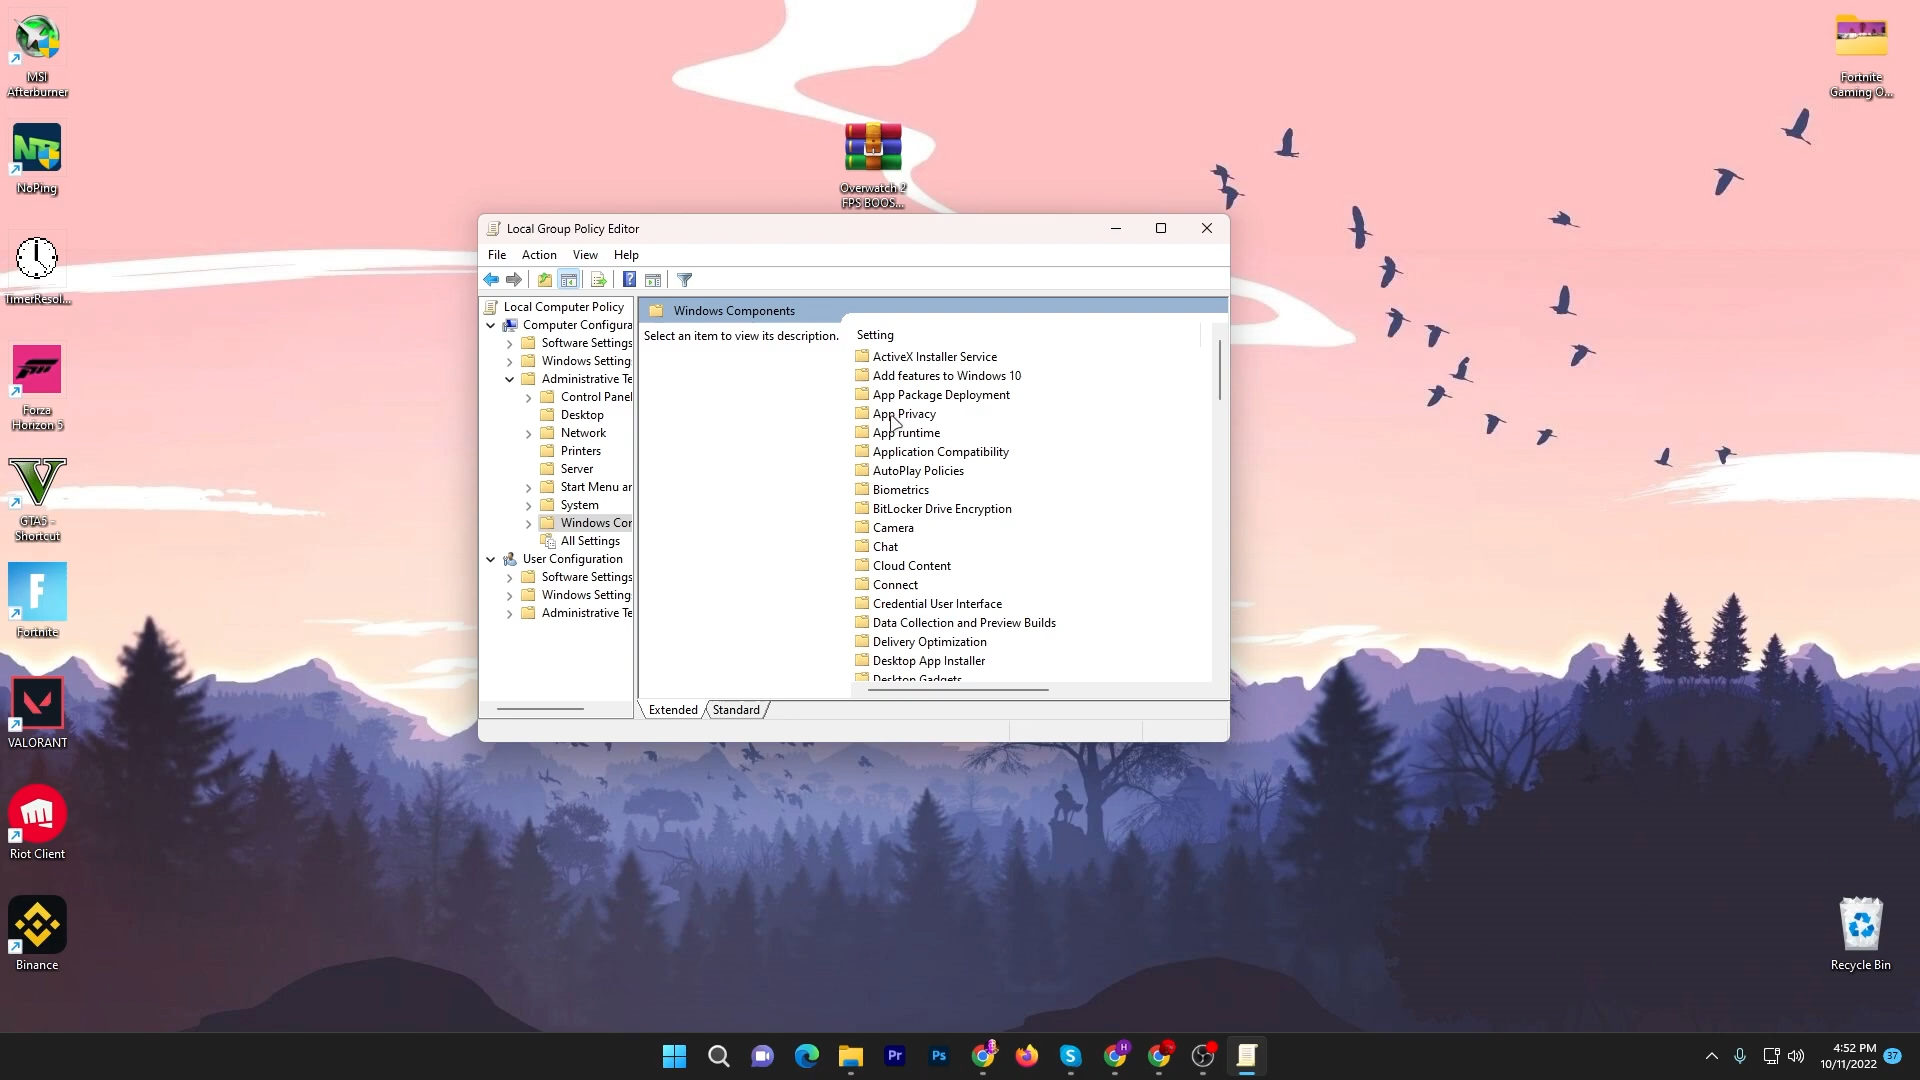 MSI
Afterburner
NoPing
TimerResol...
Forza
Horizon 5
GTA5 -
Shortcut
Fortnite
VALORANT
Riot Client
Binance
Overwatch 2
FPS BOOS...
Fortnite
Gaming O...
Recycle Bin
Local Group Policy Editor
File Action View Help
Local Computer Policy
Computer Configura
Software Settings
Windows Setting
Administrative Te
Control Panel
Desktop
Network
Printers
Server
Start Menu ar
System
Windows Cor
All Settings
User Configuration
Software Settings
Windows Setting
Administrative Te
Windows Components
Select an item to view its description.
Setting
ActiveX Installer Service
Add features to Windows 10
App Package Deployment
App Privacy
App runtime
Application Compatibility
AutoPlay Policies
Biometrics
BitLocker Drive Encryption
Camera
Chat
Cloud Content
Connect
Credential User Interface
Data Collection and Preview Builds
Delivery Optimization
Desktop App Installer
Desktop Gadgets
Extended Standard
Pr
Ps
H
4:52 PM
10/11/2022
37